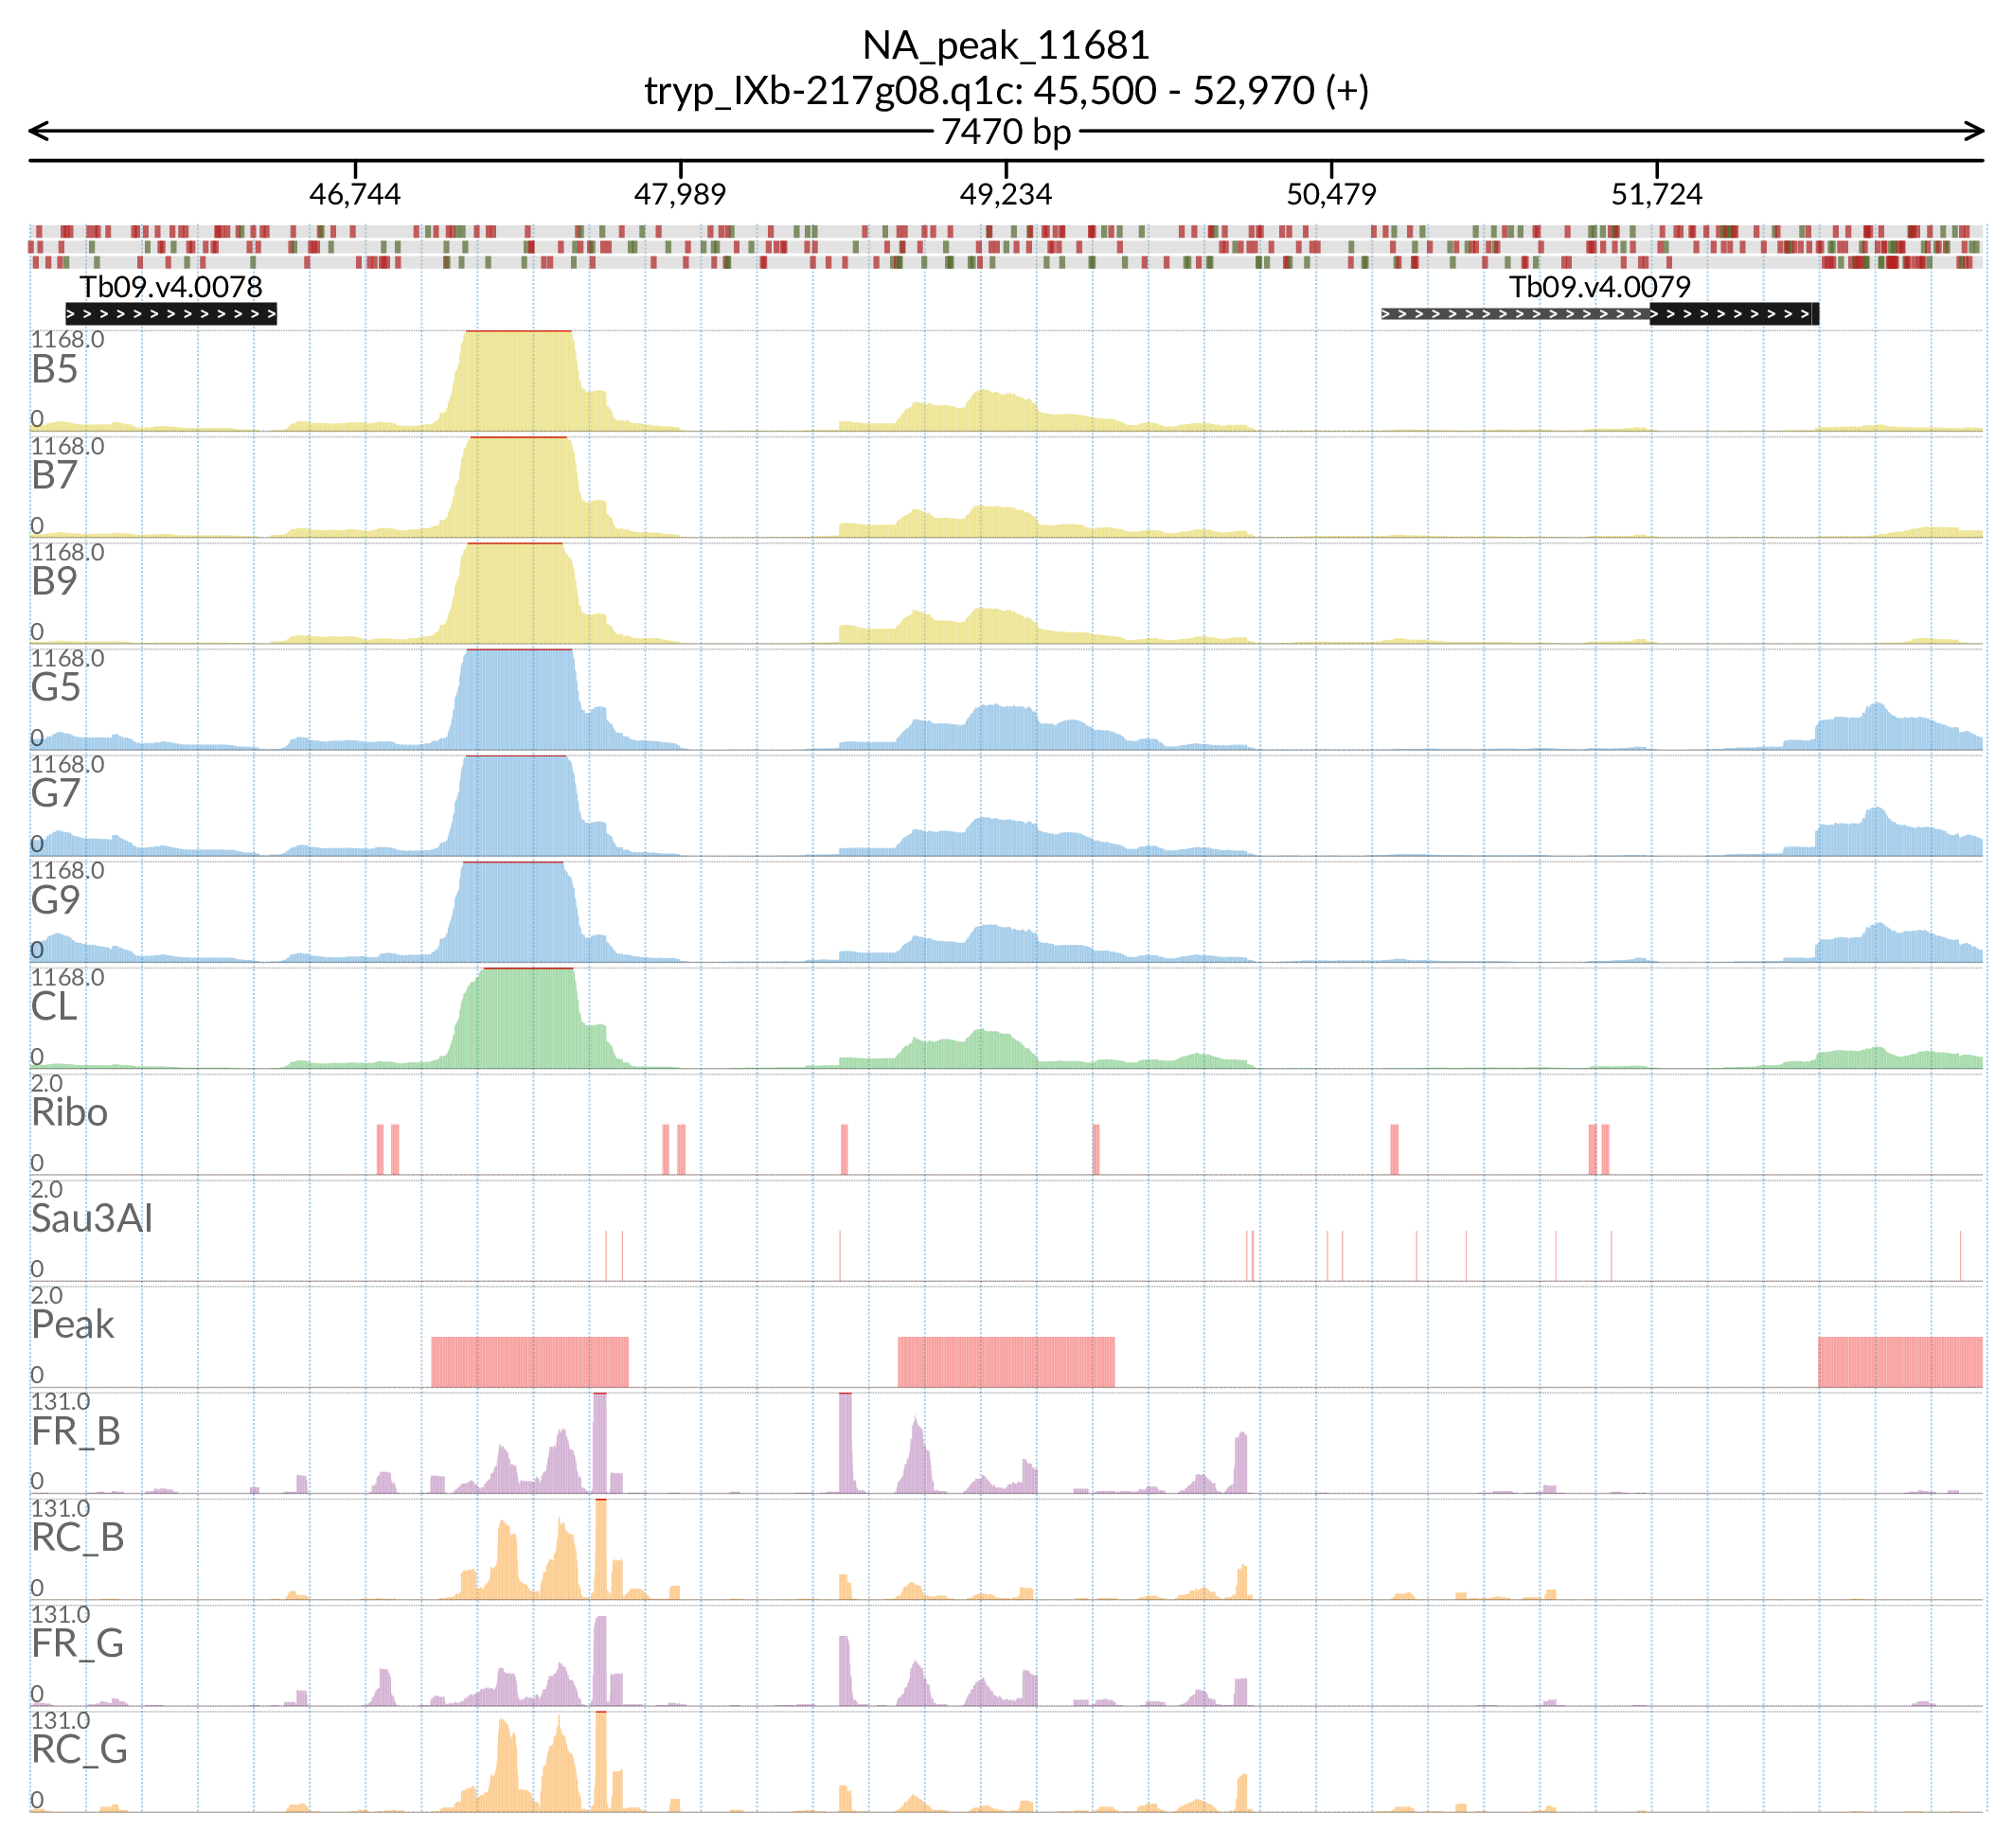 NA_peak_11681
tryp_IXb-217g08.q1c: 45,500 - 52,970 (+)
7470 bp
46,744 47,989 49,234 50,479 51,724
Tb09.v4.0078 Tb09.v4.0079
1168.0
B5
0
1168.0
B7
0
1168.0
B9
0
1168.0
G5
0
1168.0
G7
0
1168.0
G9
0
1168.0
CL
0
2.0
Ribo
0
2.0
Sau3AI
0
2.0
Peak
0
131.0
FR_B
0
131.0
RC_B
0
131.0
FR_G
0
131.0
RC_G
0